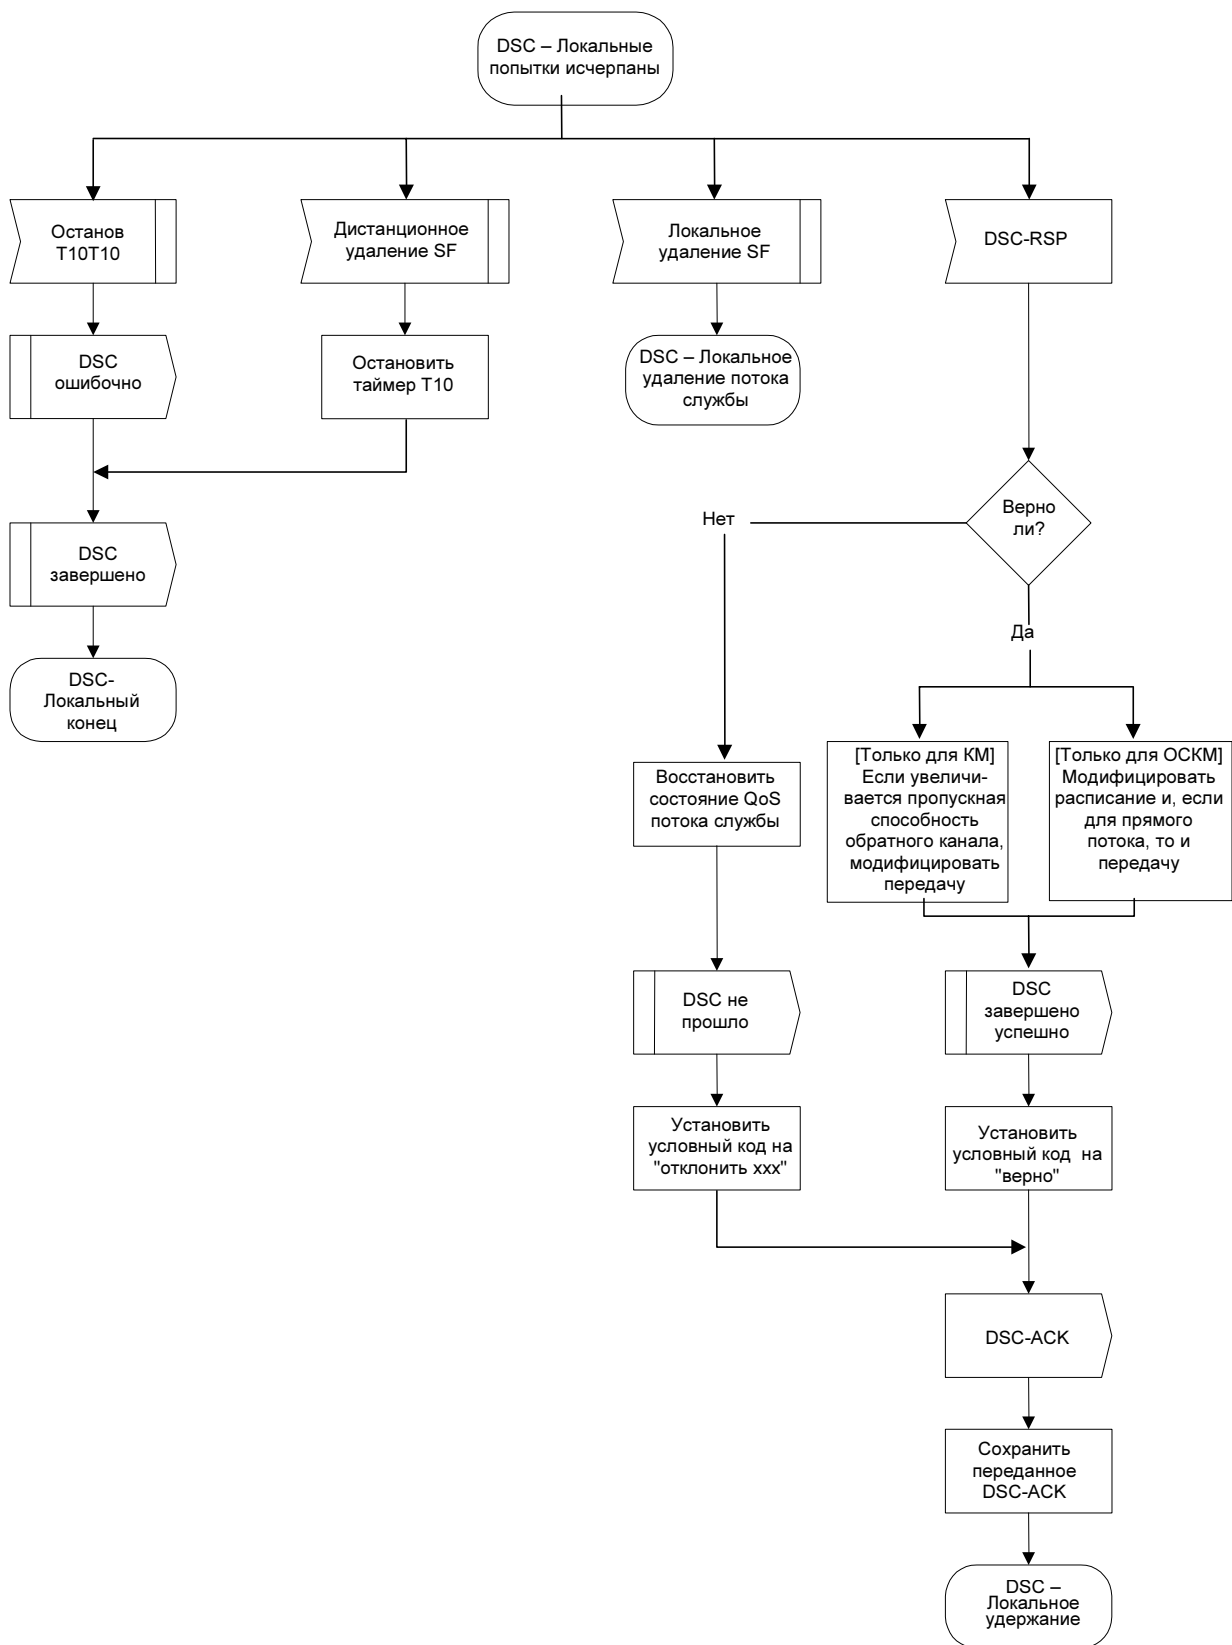 DSC – Локальные
попытки исчерпаны
Останов
T10T10
Дистанционное
удаление SF
Локальное
удаление SF
DSC-RSP
DSC
ошибочно
Остановить
таймер T10
DSC – Локальное
удаление потока
службы
Верно
ли?
Нет
DSC
завершено
Да
DSC-
Локальный
конец
[Только для КМ]
Если увеличи-
вается пропускная
способность
обратного канала,
модифицировать
передачу
[Только для ОСКМ]
Модифицировать
расписание и, если
для прямого
потока, то и
передачу
Восстановить
состояние QoS
потока службы
DSC не
прошло
DSC
завершено
успешно
Установить
условный код на
"отклонить xxx"
Установить
условный код на
"верно"
DSC-ACK
Сохранить
переданное
DSC-ACK
DSC –
Локальное
удержание